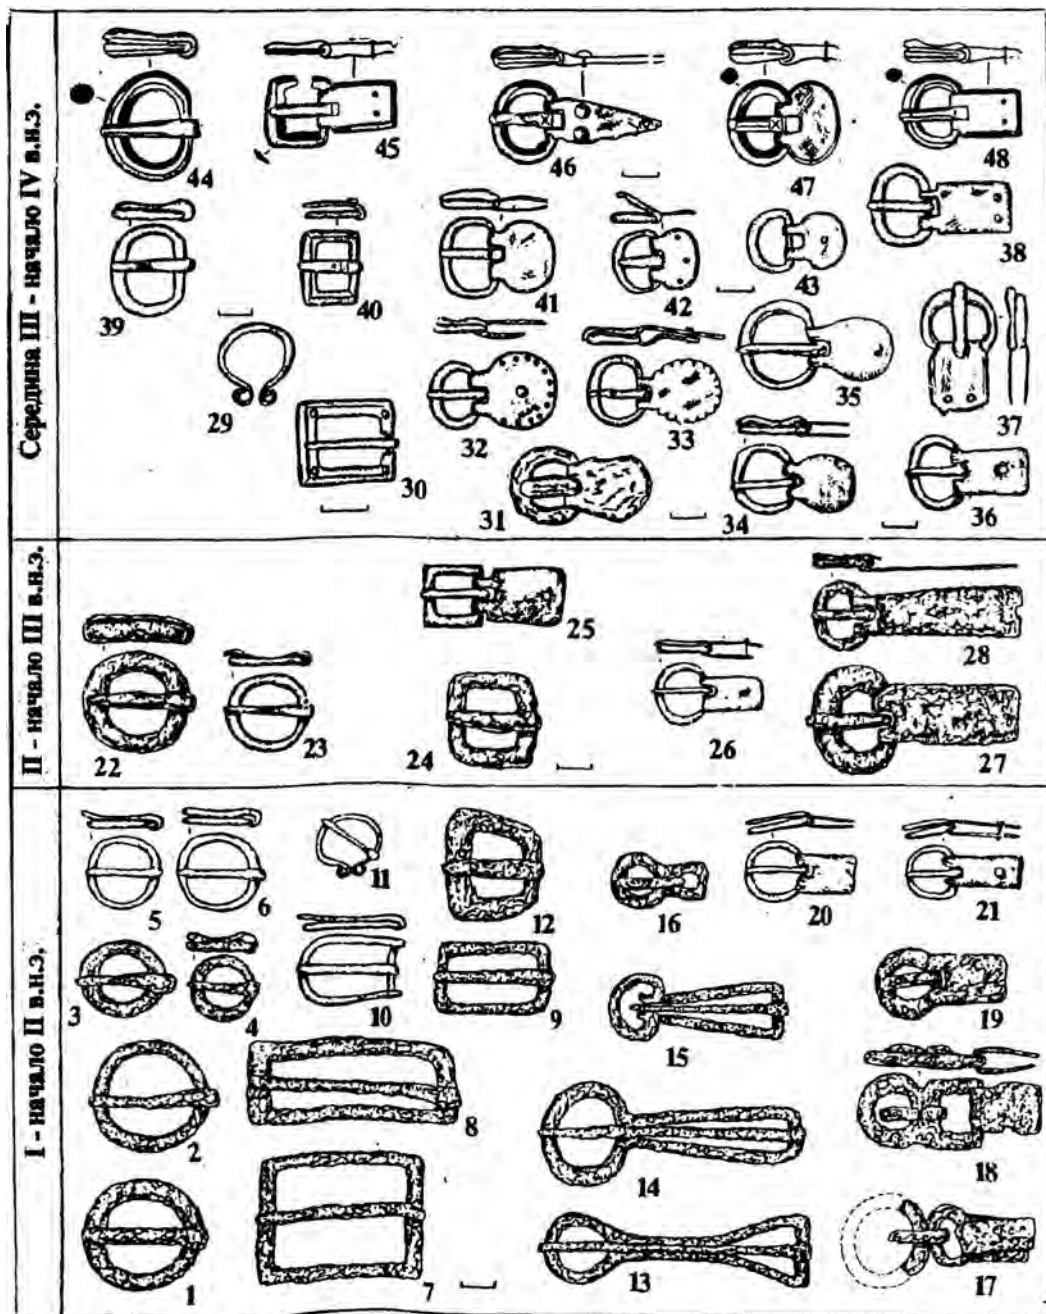 Середина III - начало IV в.н.э.
44 45 46 47 48
39 40 41 42 43 38
29 30 32 33 35 37
31 34 36
II - начало III в.н.э.
22 23 25 26 28
24 27
I - начало II в.н.э.
5 6 11 12 16 20 21
3 4 10 9 15 19
2 8 14 18
1 7 13 17